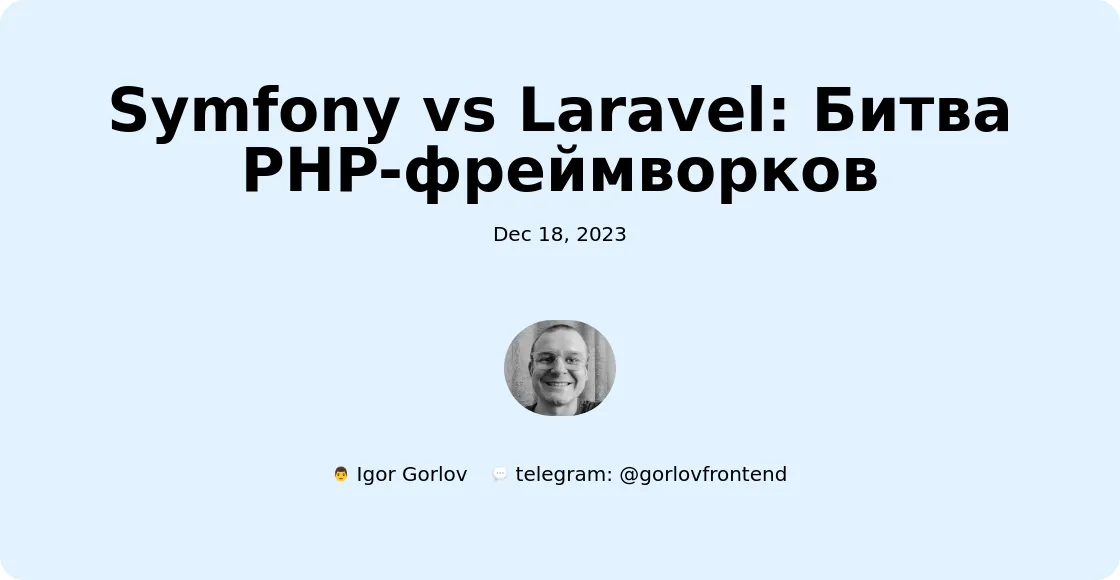 Symfony vs Laravel: Битва
PHP-фреймворков
Dec 18, 2023
👨 Igor Gorlov 💬 telegram: @gorlovfrontend